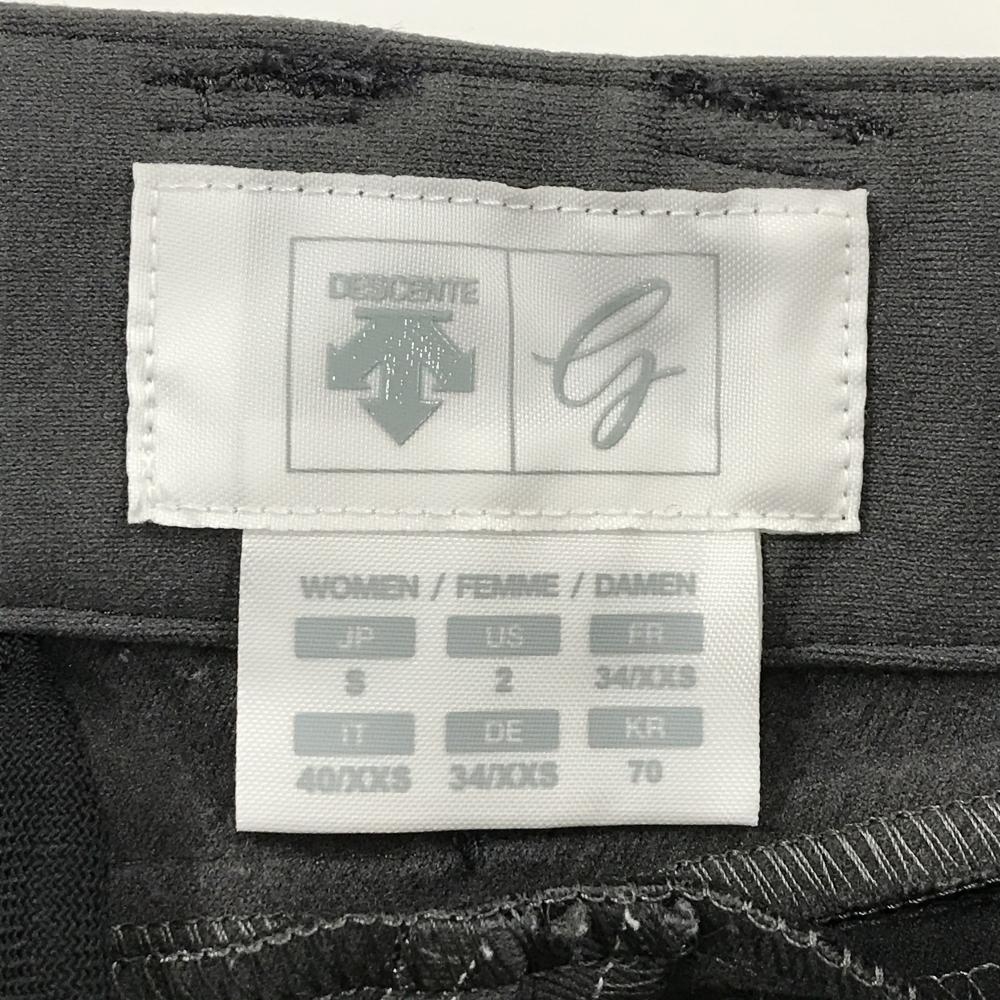 DESCENTE
G
WOMEN / FEMME / DAMEN
JP US FR
S 2 34/XXS
IT DE KR
40/XXS 34/XXS 70